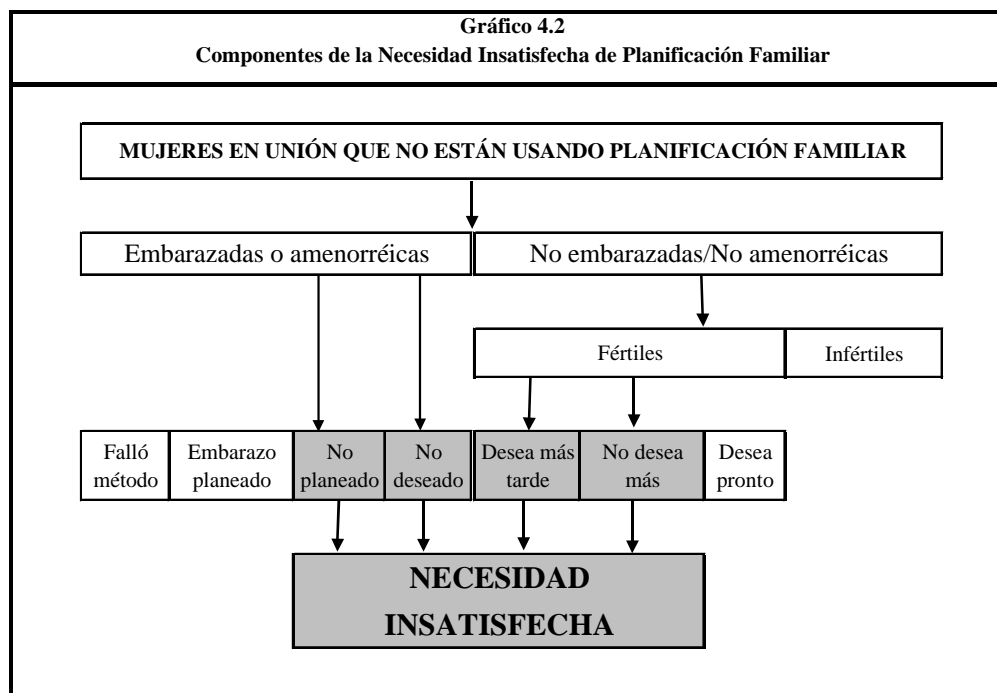 Gráfico 4.2
Componentes de la Necesidad Insatisfecha de Planificación Familiar
MUJERES EN UNIÓN QUE NO ESTÁN USANDO PLANIFICACIÓN FAMILIAR
Embarazadas o amenorréicas
No embarazadas/No amenorréicas
Fértiles
Infértiles
Falló
método
Embarazo
planeado
No
planeado
No
deseado
Desea más
tarde
No desea
más
Desea
pronto
NECESIDAD
INSATISFECHA